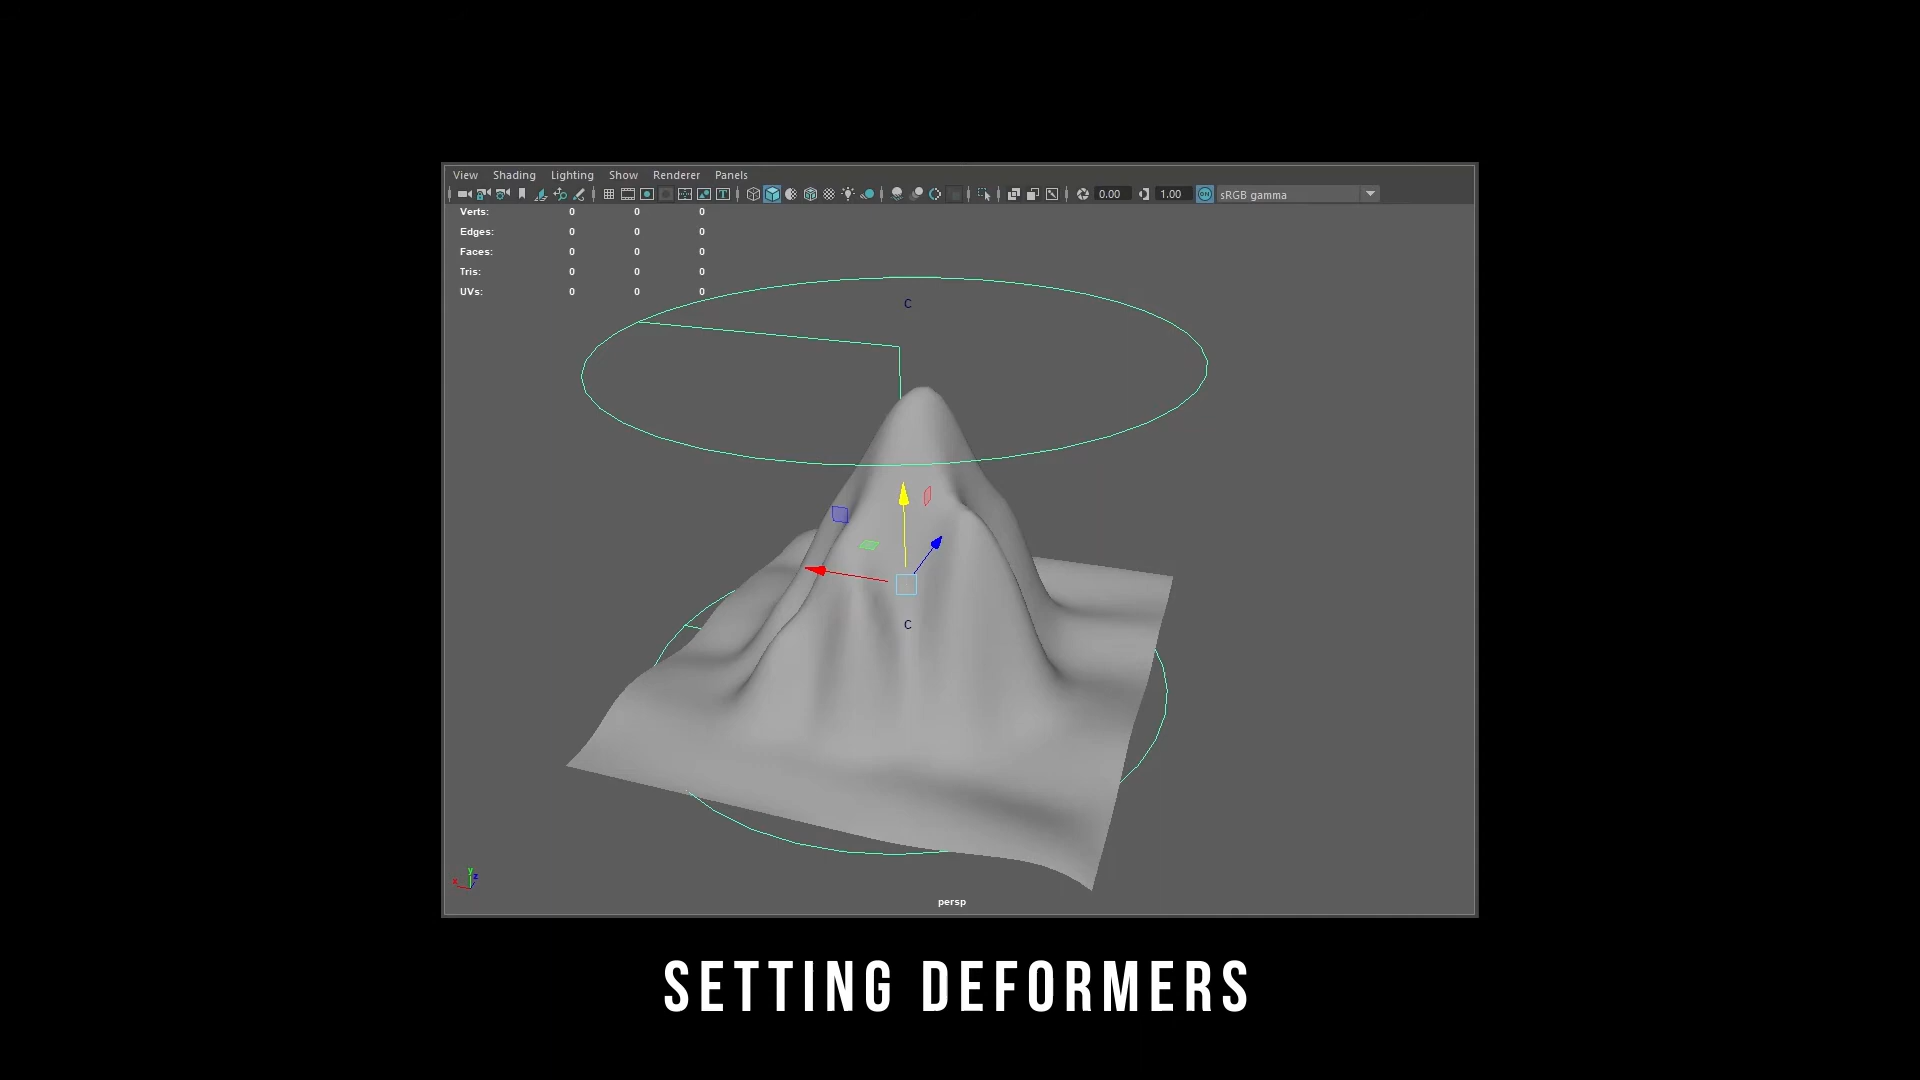 View Shading Lighting Show Renderer Panels
0.00 1.00 ON sRGB gamma
Verts: 0 0 0
Edges: 0 0 0
Faces: 0 0 0
Tris: 0 0 0
UVs: 0 0 0
C
C
y
x z
persp
SETTING DEFORMERS